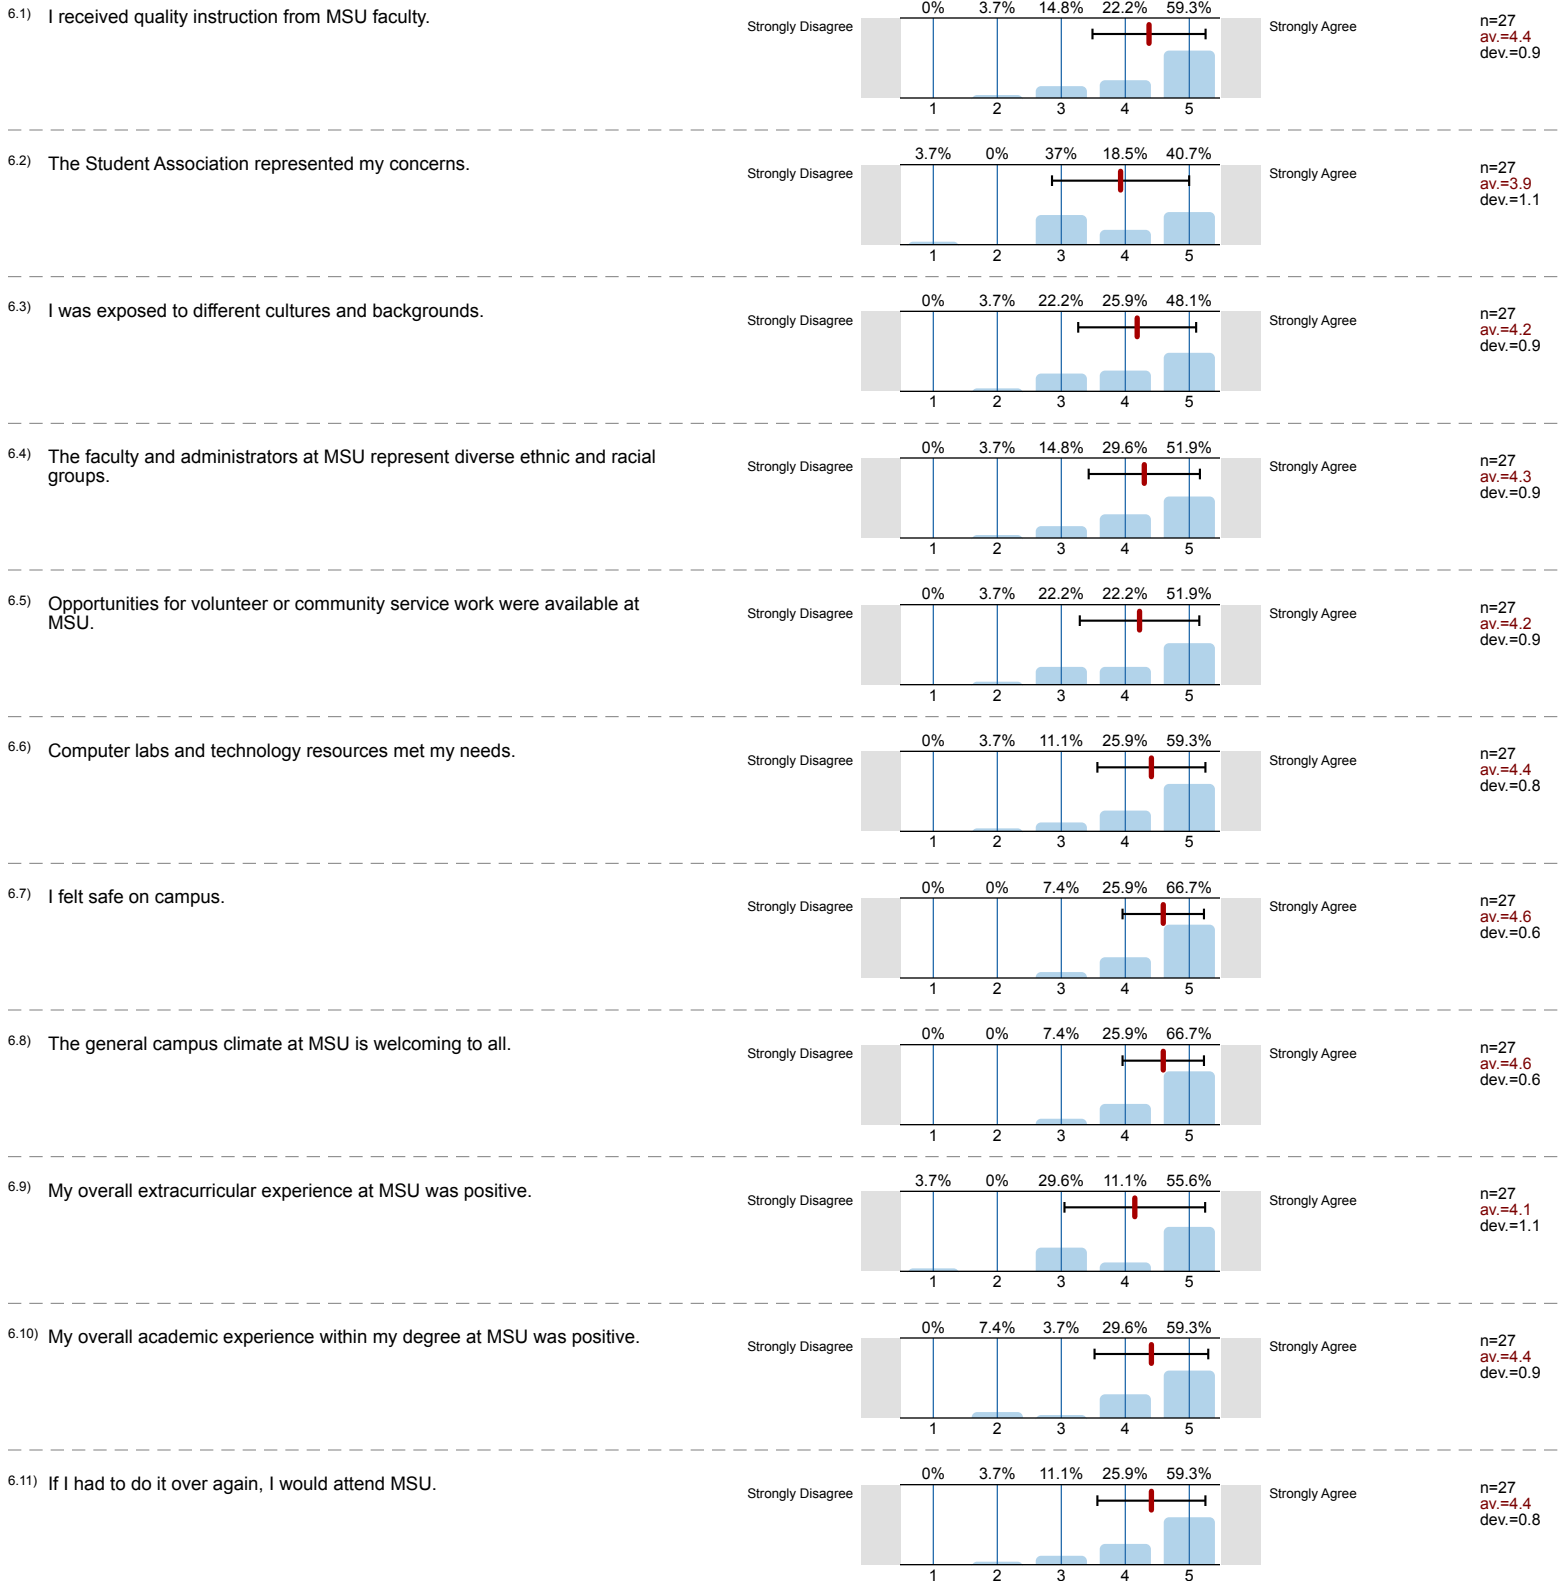 6.1) I received quality instruction from MSU faculty.
0% 3.7% 14.8% 22.2% 59.3%
Strongly Disagree Strongly Agree
n=27
av.=4.4
dev.=0.9
1 2 3 4 5
6.2) The Student Association represented my concerns.
3.7% 0% 37% 18.5% 40.7%
Strongly Disagree Strongly Agree
n=27
av.=3.9
dev.=1.1
1 2 3 4 5
6.3) I was exposed to different cultures and backgrounds.
0% 3.7% 22.2% 25.9% 48.1%
Strongly Disagree Strongly Agree
n=27
av.=4.2
dev.=0.9
1 2 3 4 5
6.4) The faculty and administrators at MSU represent diverse ethnic and racial
groups.
0% 3.7% 14.8% 29.6% 51.9%
Strongly Disagree Strongly Agree
n=27
av.=4.3
dev.=0.9
1 2 3 4 5
6.5) Opportunities for volunteer or community service work were available at
MSU.
0% 3.7% 22.2% 22.2% 51.9%
Strongly Disagree Strongly Agree
n=27
av.=4.2
dev.=0.9
1 2 3 4 5
6.6) Computer labs and technology resources met my needs.
0% 3.7% 11.1% 25.9% 59.3%
Strongly Disagree Strongly Agree
n=27
av.=4.4
dev.=0.8
1 2 3 4 5
6.7) I felt safe on campus.
0% 0% 7.4% 25.9% 66.7%
Strongly Disagree Strongly Agree
n=27
av.=4.6
dev.=0.6
1 2 3 4 5
6.8) The general campus climate at MSU is welcoming to all.
0% 0% 7.4% 25.9% 66.7%
Strongly Disagree Strongly Agree
n=27
av.=4.6
dev.=0.6
1 2 3 4 5
6.9) My overall extracurricular experience at MSU was positive.
3.7% 0% 29.6% 11.1% 55.6%
Strongly Disagree Strongly Agree
n=27
av.=4.1
dev.=1.1
1 2 3 4 5
6.10) My overall academic experience within my degree at MSU was positive.
0% 7.4% 3.7% 29.6% 59.3%
Strongly Disagree Strongly Agree
n=27
av.=4.4
dev.=0.9
1 2 3 4 5
6.11) If I had to do it over again, I would attend MSU.
0% 3.7% 11.1% 25.9% 59.3%
Strongly Disagree Strongly Agree
n=27
av.=4.4
dev.=0.8
1 2 3 4 5